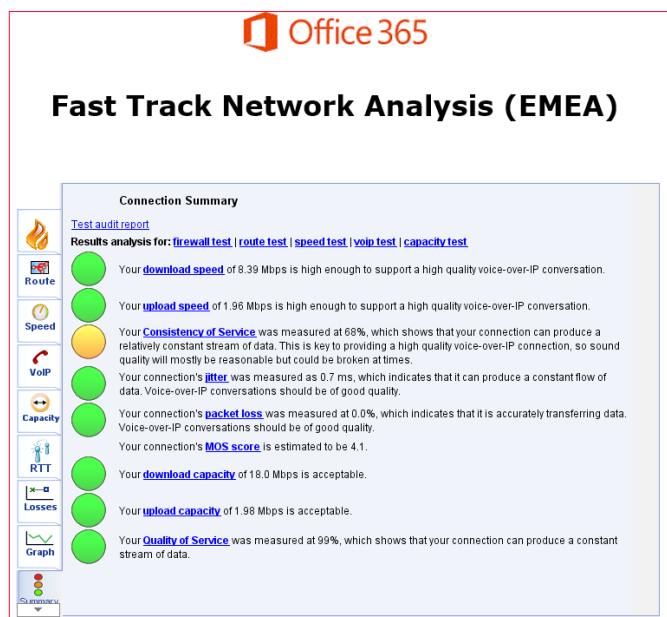 Office 365
Fast Track Network Analysis (EMEA)
Connection Summary
Test audit report
Results analysis for: firewall test | route test | speed test | voip test | capacity test
Your download speed of 8.39 Mbps is high enough to support a high quality voice-over-IP conversation.
Your upload speed of 1.96 Mbps is high enough to support a high quality voice-over-IP conversation.
Your Consistency of Service was measured at 68%, which shows that your connection can produce a
relatively constant stream of data. This is key to providing a high quality voice-over-IP connection, so sound
quality will mostly be reasonable but could be broken at times.
Your connection's jitter was measured as 0.7 ms, which indicates that it can produce a constant flow of
data. Voice-over-IP conversations should be of good quality.
Your connection's packet loss was measured at 0.0%, which indicates that it is accurately transferring data.
Voice-over-IP conversations should be of good quality.
Your connection's MOS score is estimated to be 4.1.
Your download capacity of 18.0 Mbps is acceptable.
Your upload capacity of 1.98 Mbps is acceptable.
Your Quality of Service was measured at 99%, which shows that your connection can produce a constant
stream of data.
Route
Speed
VoIP
Capacity
RTT
Losses
Graph
Summary